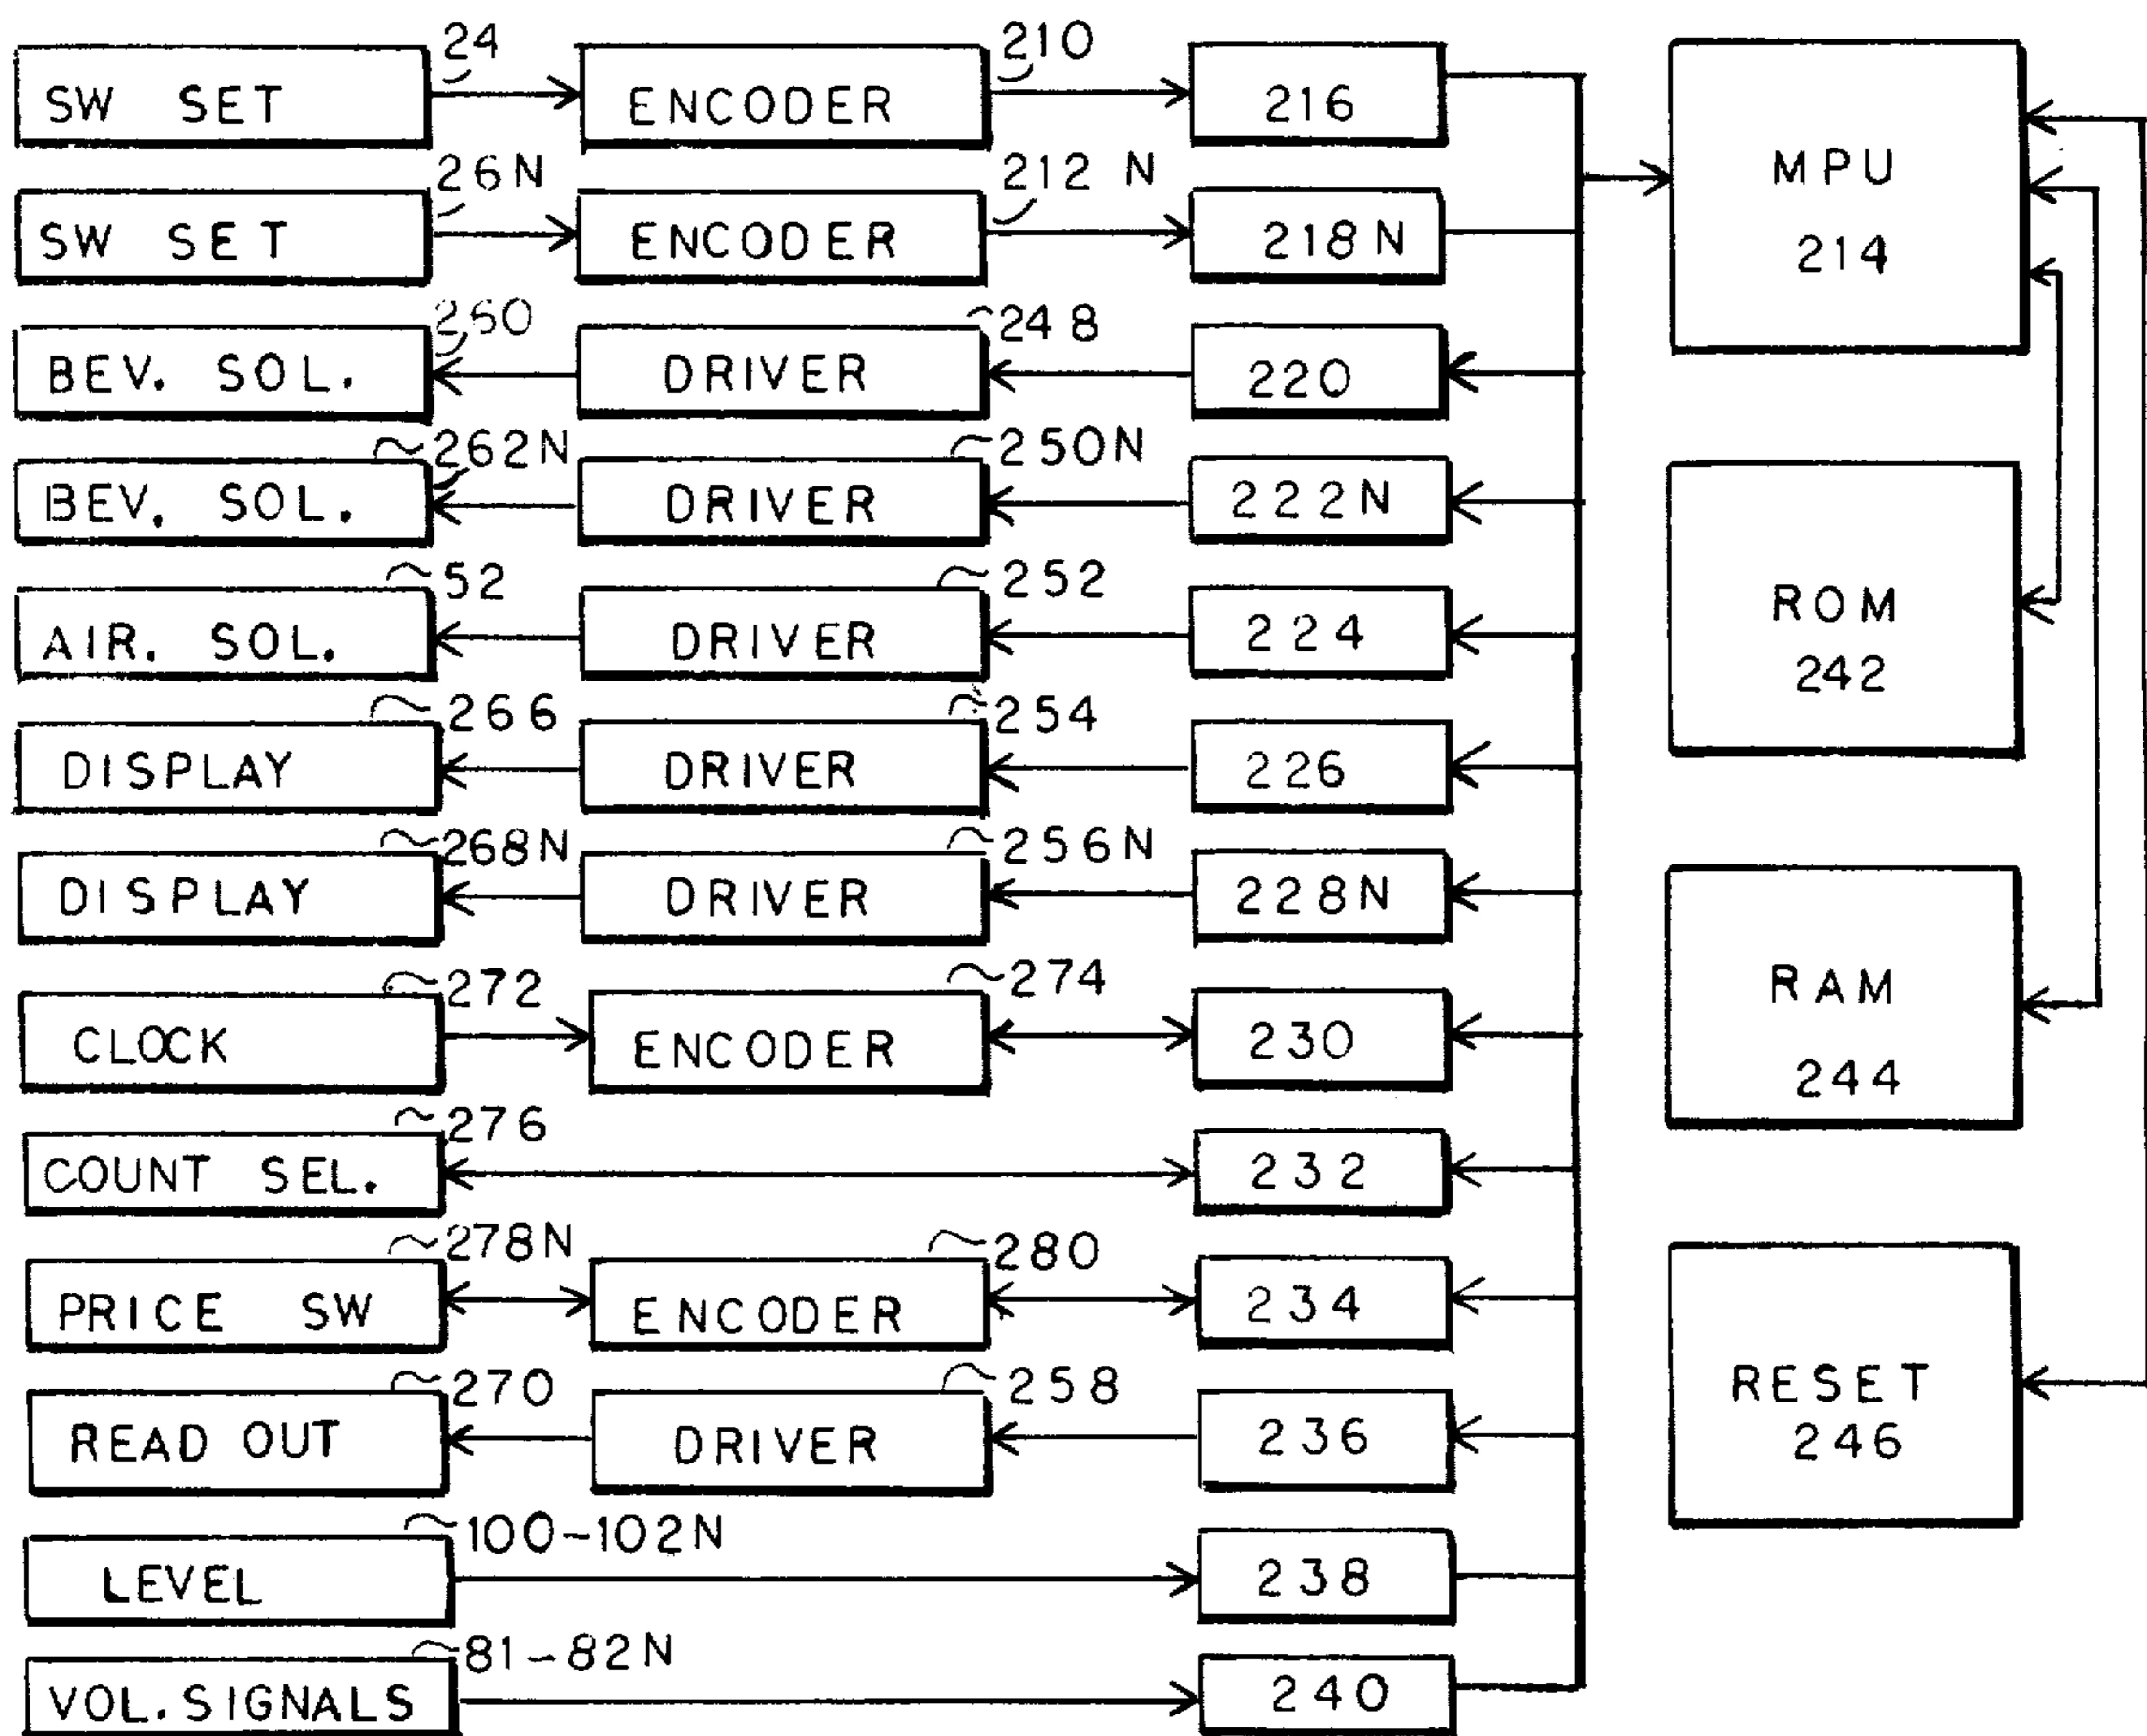 24
210
SW SET
ENCODER
216
26N
212 N
SW SET
ENCODER
218N
MPU
214
260
248
BEV. SOL.
DRIVER
220
262N
250N
BEV. SOL.
DRIVER
222N
52
252
AIR. SOL.
DRIVER
224
ROM
242
266
254
DISPLAY
DRIVER
226
268N
256N
DISPLAY
DRIVER
228N
272
274
CLOCK
ENCODER
230
RAM
244
276
COUNT SEL.
232
278N
280
PRICE SW
ENCODER
234
270
258
READ OUT
DRIVER
236
RESET
246
100-102N
LEVEL
238
81-82N
VOL. SIGNALS
240